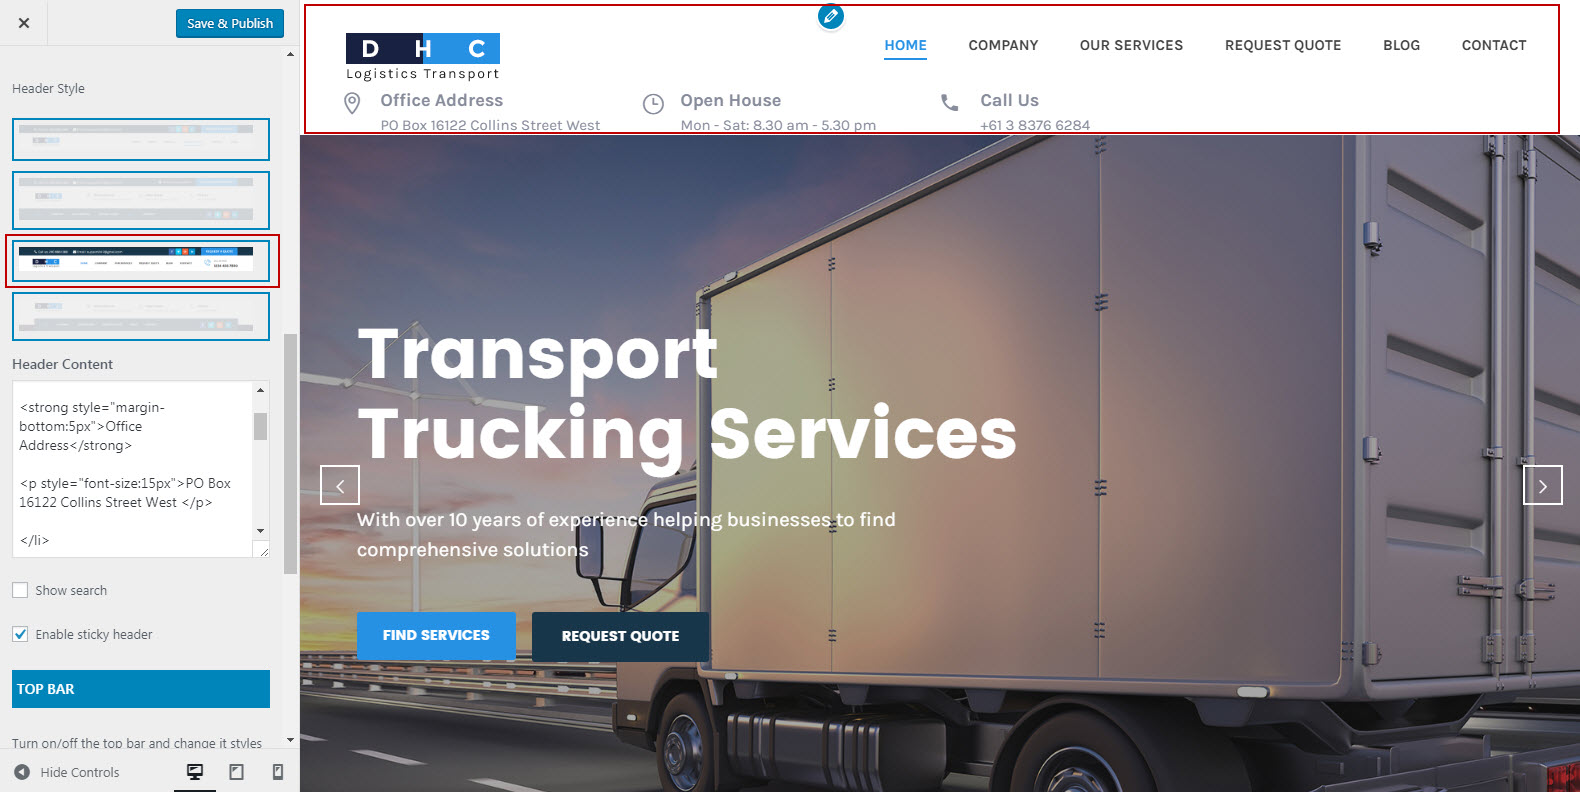 Save & Publish
Header Style
D H C
Logistics Transport
Header Content
<strong style="margin-
bottom:5px">Office
Address</strong>
<p style="font-size:15px">PO Box
16122 Collins Street West </p>
</li>
Show search
Enable sticky header
TOP BAR
Turn on/off the top bar and change it styles
Hide Controls
D H C
Logistics Transport
HOME COMPANY OUR SERVICES REQUEST QUOTE BLOG CONTACT
Office Address Open House Call Us
PO Box 16122 Collins Street West Mon - Sat: 8.30 am - 5.30 pm +61 3 8376 6284
Transport
Trucking Services
With over 10 years of experience helping businesses to find
comprehensive solutions
FIND SERVICES REQUEST QUOTE